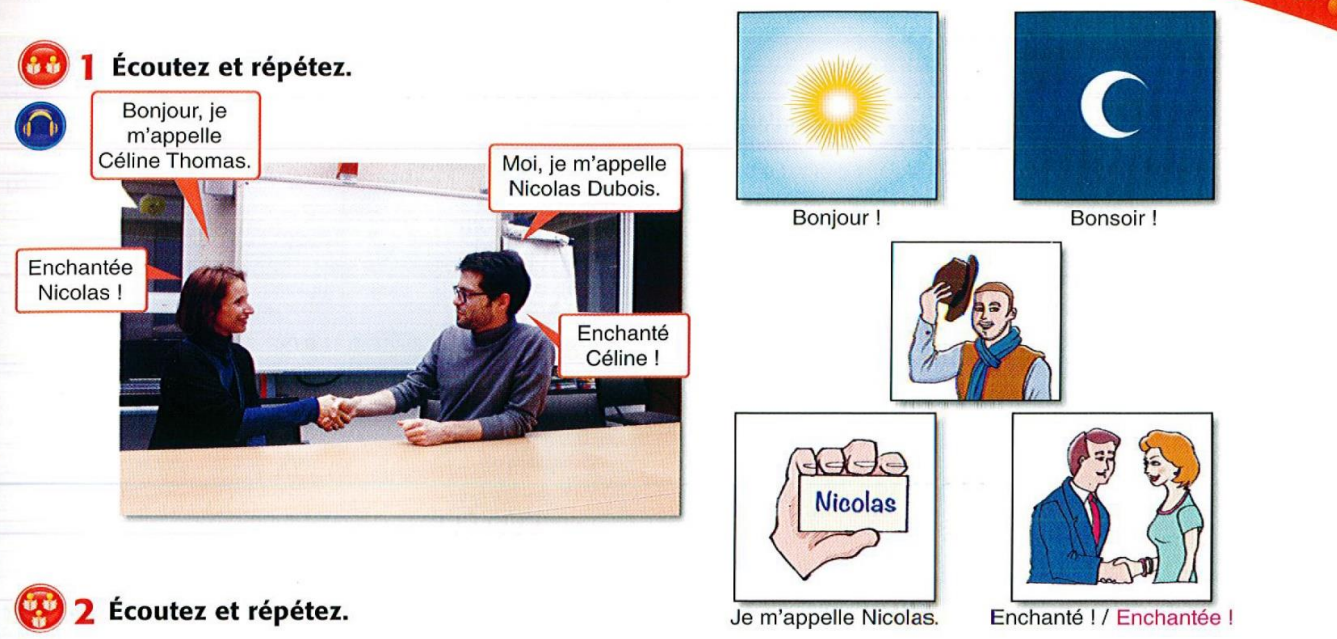 1 Écoutez et répétez.
Bonjour, je
m'appelle
Céline Thomas.
Moi, je m'appelle
Nicolas Dubois.
Enchantée
Nicolas !
Enchanté
Céline !
Bonjour !
Bonsoir !
Nicolas
Je m'appelle Nicolas.
Enchanté ! / Enchantée !
2 Écoutez et répétez.